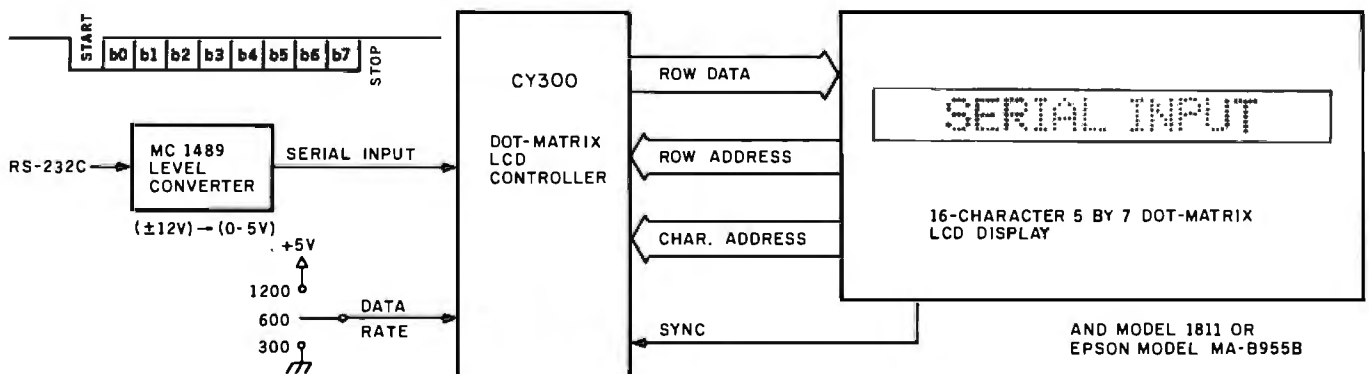 START b0 b1 b2 b3 b4 b5 b6 b7 STOP
RS-232C
MC 1489
LEVEL
CONVERTER
(±12V)→(0-5V)
SERIAL INPUT
+5V
1200
600
300
DATA
RATE
CY300
DOT-MATRIX
LCD
CONTROLLER
ROW DATA
ROW ADDRESS
CHAR. ADDRESS
SYNC
SERIAL INPUT
16-CHARACTER 5 BY 7 DOT-MATRIX
LCD DISPLAY
AND MODEL 1811 OR
EPSON MODEL MA-B955B